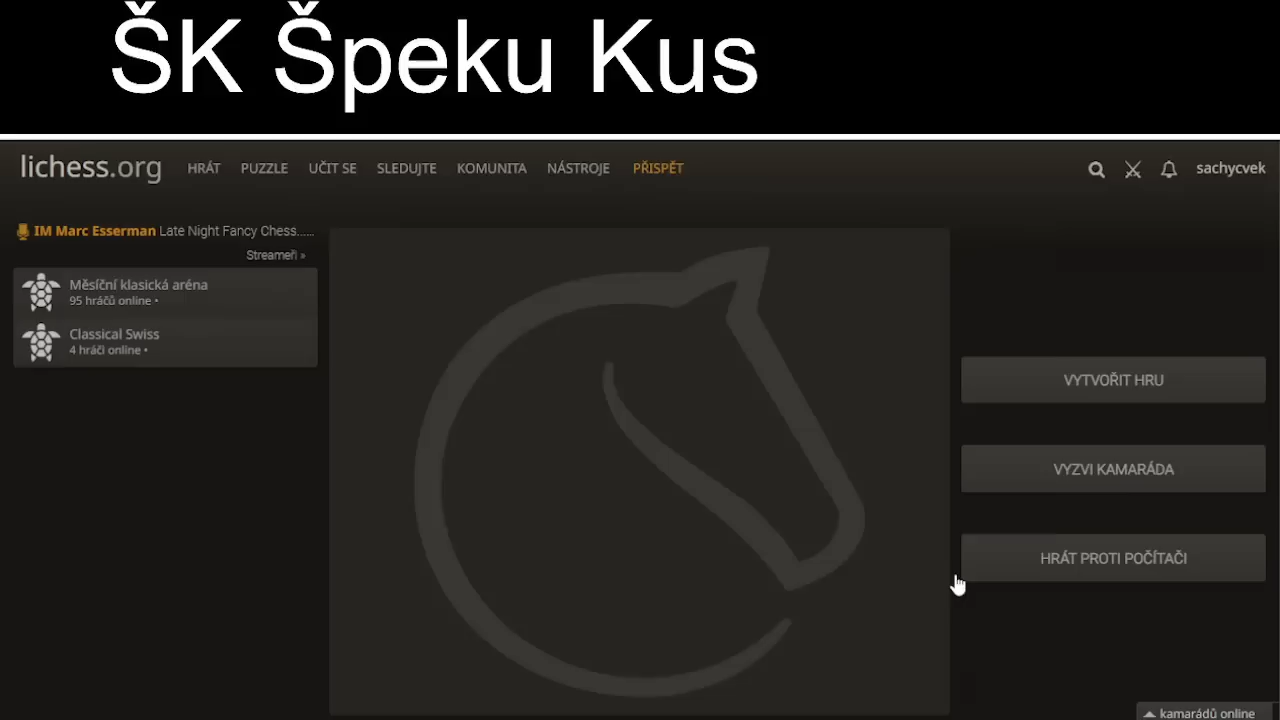 ŠK Špeku Kus
lichess.org HRÁT PUZZLE UČIT SE SLEDUJTE KOMUNITA NÁSTROJE PŘISPĚT sachycvek
IM Marc Esserman Late Night Fancy Chess......
Streameři »
Měsíční klasická aréna
95 hráčů online •
Classical Swiss
4 hráči online •
VYTVOŘIT HRU
VYZVI KAMARÁDA
HRÁT PROTI POČÍTAČI
kamarádů online